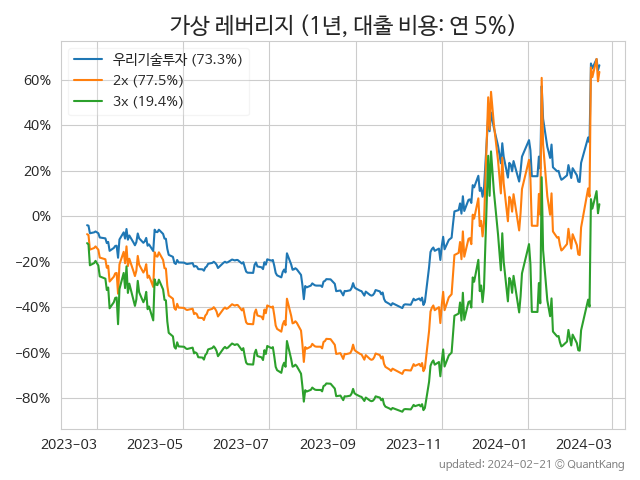 가상 레버리지 (1년, 대출 비용: 연 5%)
우리기술투자 (73.3%)
2x (77.5%)
3x (19.4%)
60%
40%
20%
0%
−20%
−40%
−60%
−80%
2023-03 2023-05 2023-07 2023-09 2023-11 2024-01 2024-03
updated: 2024-02-21 © QuantKang